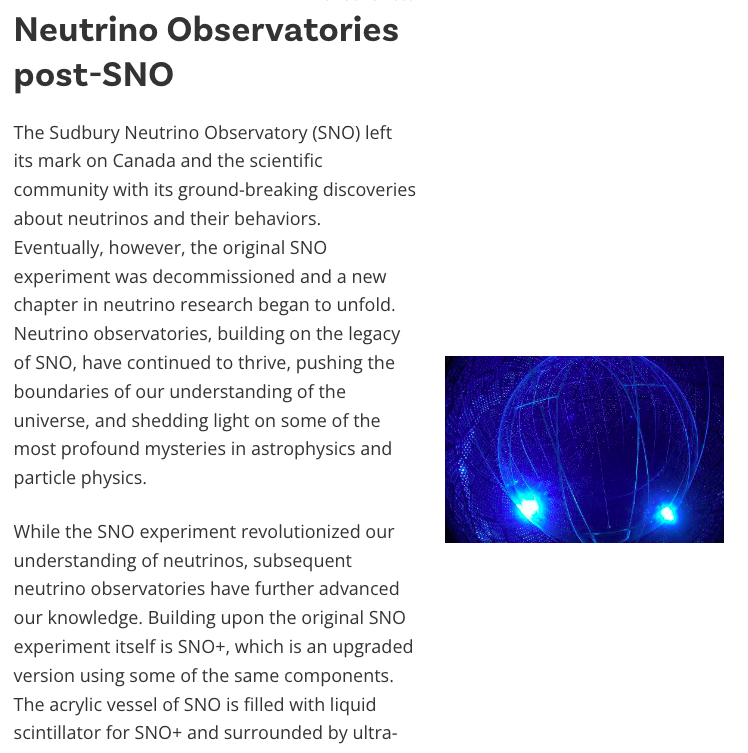 Neutrino Observatories
post-SNO
The Sudbury Neutrino Observatory (SNO) left
its mark on Canada and the scientific
community with its ground-breaking discoveries
about neutrinos and their behaviors.
Eventually, however, the original SNO
experiment was decommissioned and a new
chapter in neutrino research began to unfold.
Neutrino observatories, building on the legacy
of SNO, have continued to thrive, pushing the
boundaries of our understanding of the
universe, and shedding light on some of the
most profound mysteries in astrophysics and
particle physics.
While the SNO experiment revolutionized our
understanding of neutrinos, subsequent
neutrino observatories have further advanced
our knowledge. Building upon the original SNO
experiment itself is SNO+, which is an upgraded
version using some of the same components.
The acrylic vessel of SNO is filled with liquid
scintillator for SNO+ and surrounded by ultra-